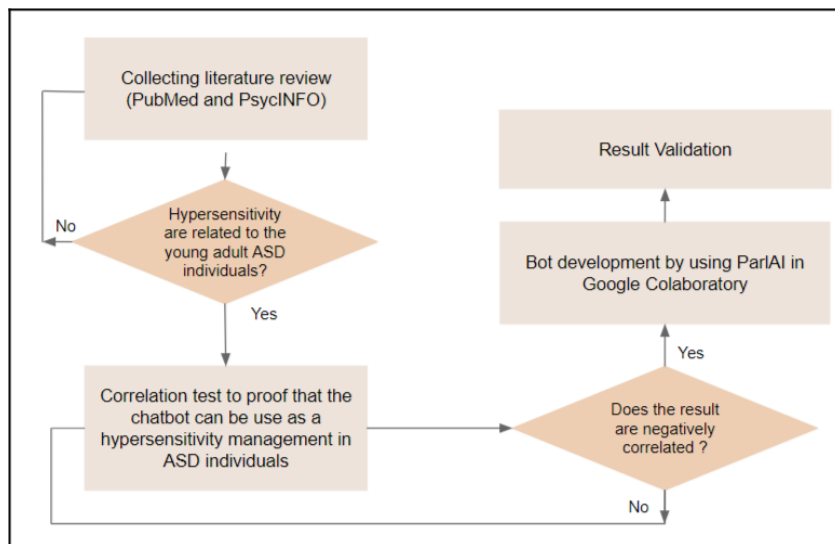 Collecting literature review
(PubMed and PsycINFO)
No
Hypersensitivity
are related to the
young adult ASD
individuals?
Yes
Correlation test to proof that the
chatbot can be use as a
hypersensitivity management in
ASD individuals
Does the result
are negatively
correlated ?
No
Yes
Bot development by using ParlAI in
Google Colaboratory
Result Validation